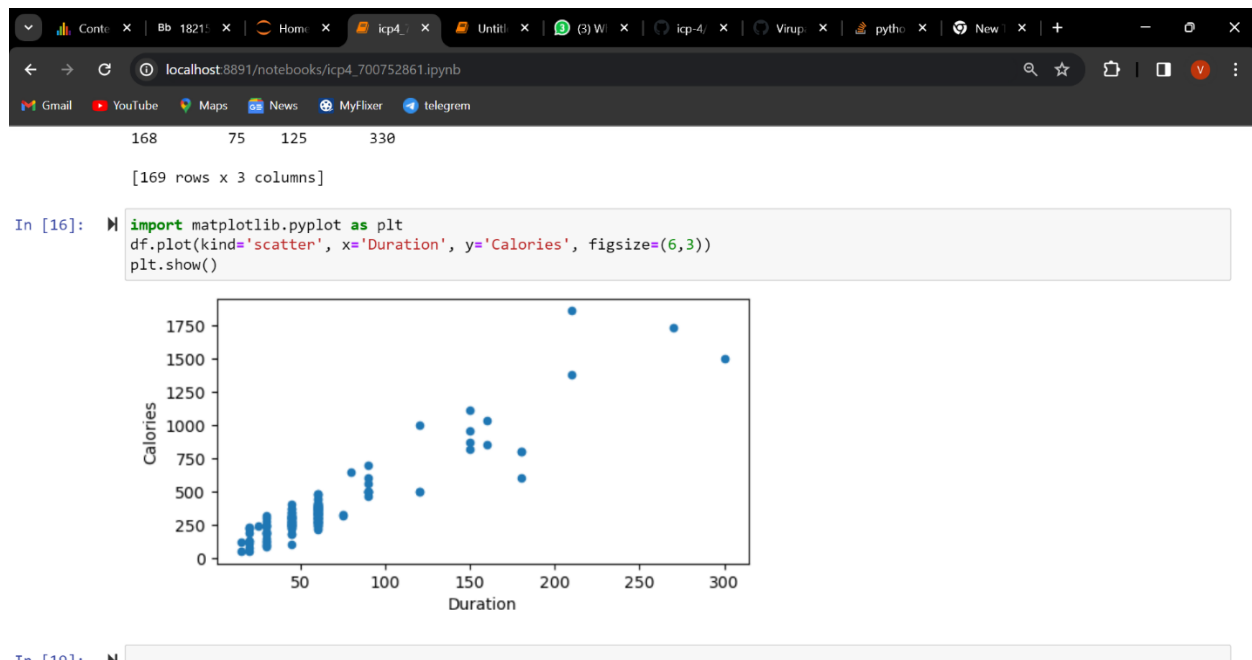 Conte
Bb 1821
Home
icp4_
Untitl
(3) W
icp-4/
Virup
pytho
New
localhost:8891/notebooks/icp4_700752861.ipynb
V
Gmail
YouTube
Maps
News
MyFlixer
telegrem
168 75 125 330
[169 rows x 3 columns]
In [16]:
import matplotlib.pyplot as plt
df.plot(kind='scatter', x='Duration', y='Calories', figsize=(6,3))
plt.show()
1750
1500
1250
1000
750
500
250
0
Calories
50 100 150 200 250 300
Duration